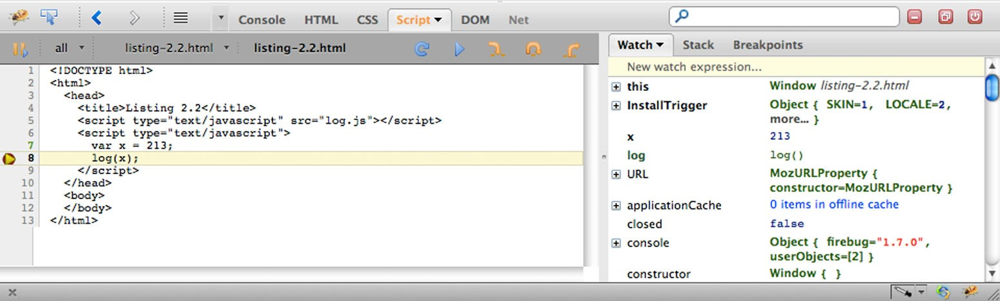 Console HTML CSS Script DOM Net
all listing-2.2.html listing-2.2.html
1 <!DOCTYPE html>
2 <html>
3 <head>
4 <title>Listing 2.2</title>
5 <script type="text/javascript" src="log.js"></script>
6 <script type="text/javascript">
7 var x = 213;
8 log(x);
9 </script>
10 </head>
11 <body>
12 </body>
13 </html>
Watch Stack Breakpoints
New watch expression...
this Window listing-2.2.html
InstallTrigger Object { SKIN=1, LOCALE=2,
more... }
x 213
log log()
URL MozURLProperty {
constructor=MozURLProperty }
applicationCache 0 items in offline cache
closed false
console Object { firebug="1.7.0",
userObjects=[2] }
constructor Window { }